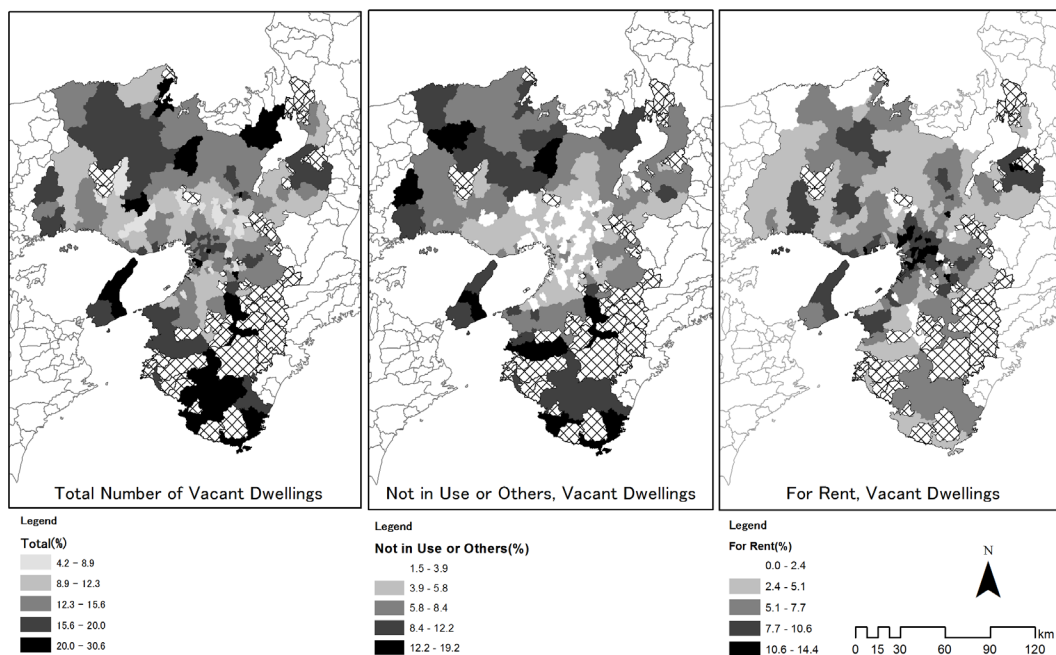 Total Number of Vacant Dwellings
Not in Use or Others, Vacant Dwellings
For Rent, Vacant Dwellings
Legend
Total(%)
4.2 – 8.9
8.9 – 12.3
12.3 – 15.6
15.6 – 20.0
20.0 – 30.6
Legend
Not in Use or Others(%)
1.5 - 3.9
3.9 - 5.8
5.8 - 8.4
8.4 - 12.2
12.2 - 19.2
Legend
For Rent(%)
0.0 - 2.4
2.4 - 5.1
5.1 - 7.7
7.7 - 10.6
10.6 - 14.4
N
km
0 15 30 60 90 120